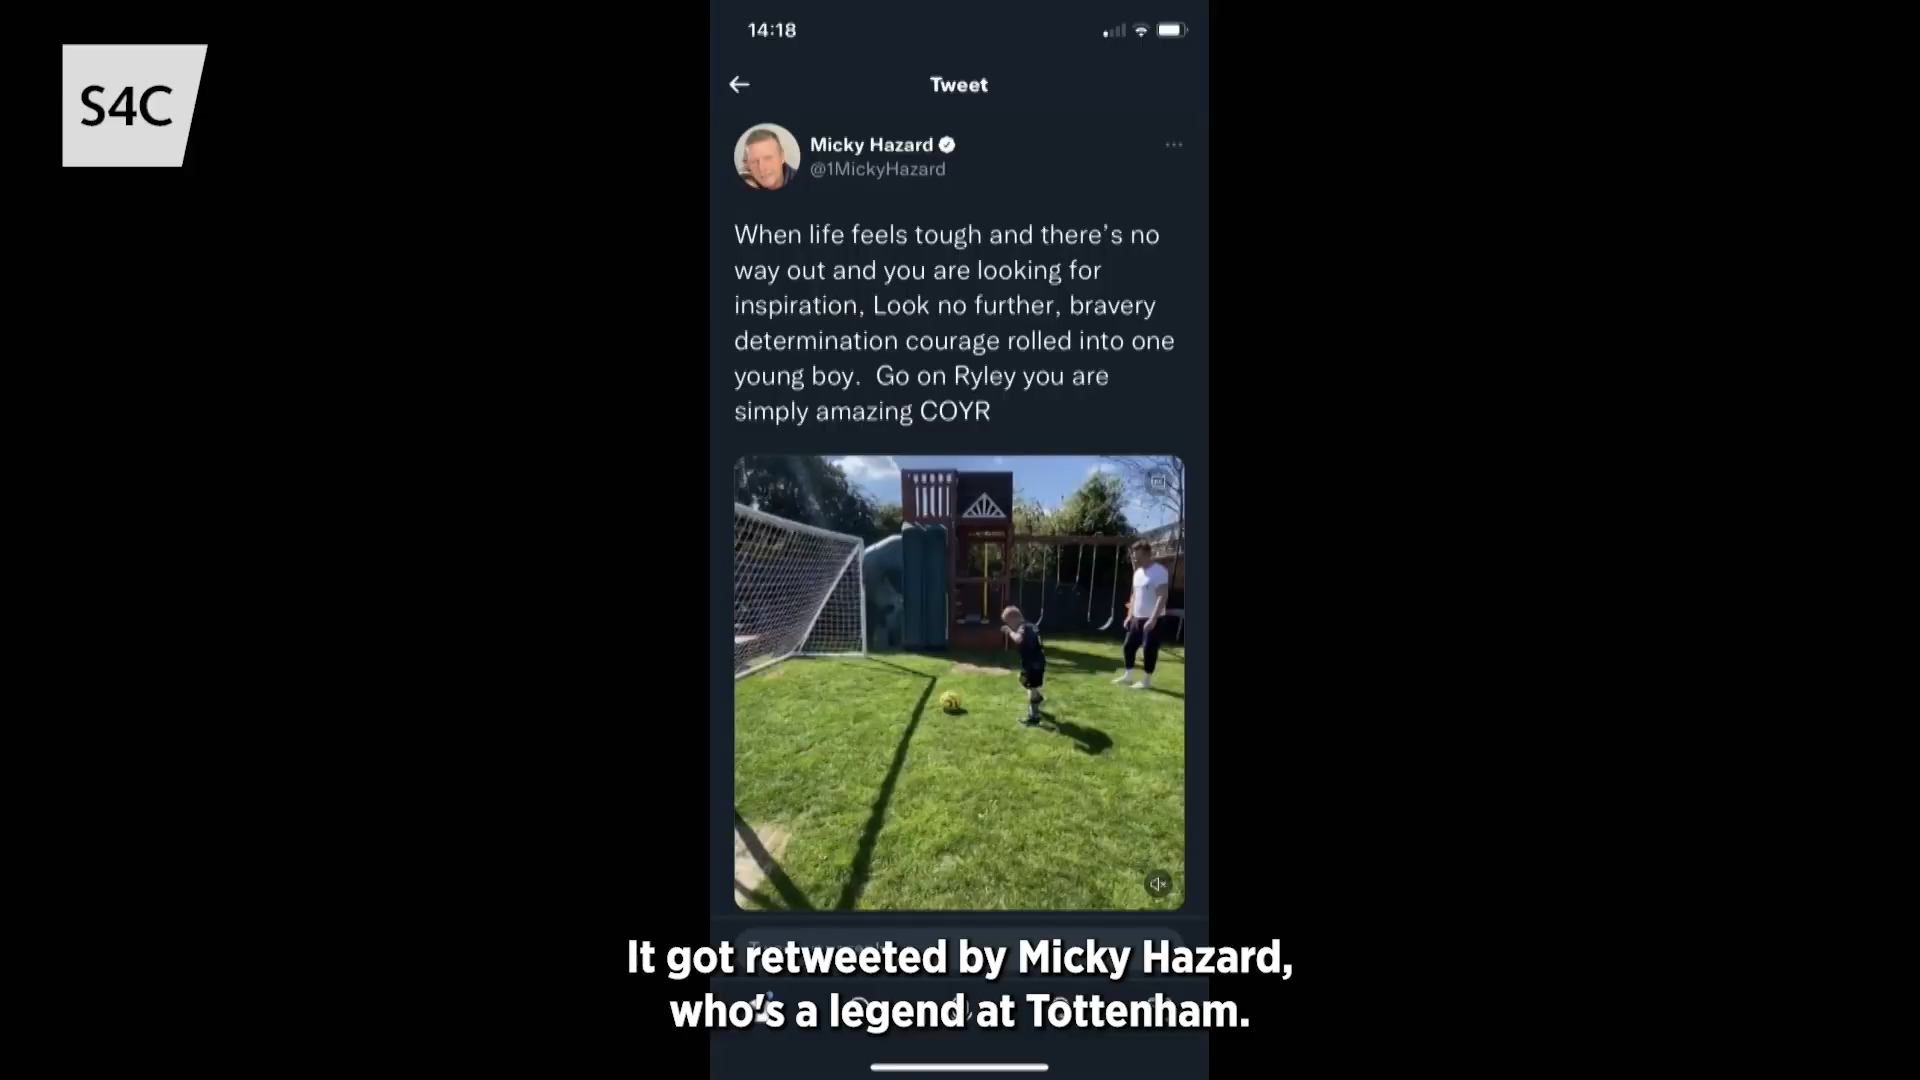 14:18
S4C
Tweet
Micky Hazard
@1MickyHazard
When life feels tough and there's no
way out and you are looking for
inspiration, Look no further, bravery
determination courage rolled into one
young boy.  Go on Ryley you are
simply amazing COYR
It got retweeted by Micky Hazard,
who's a legend at Tottenham.